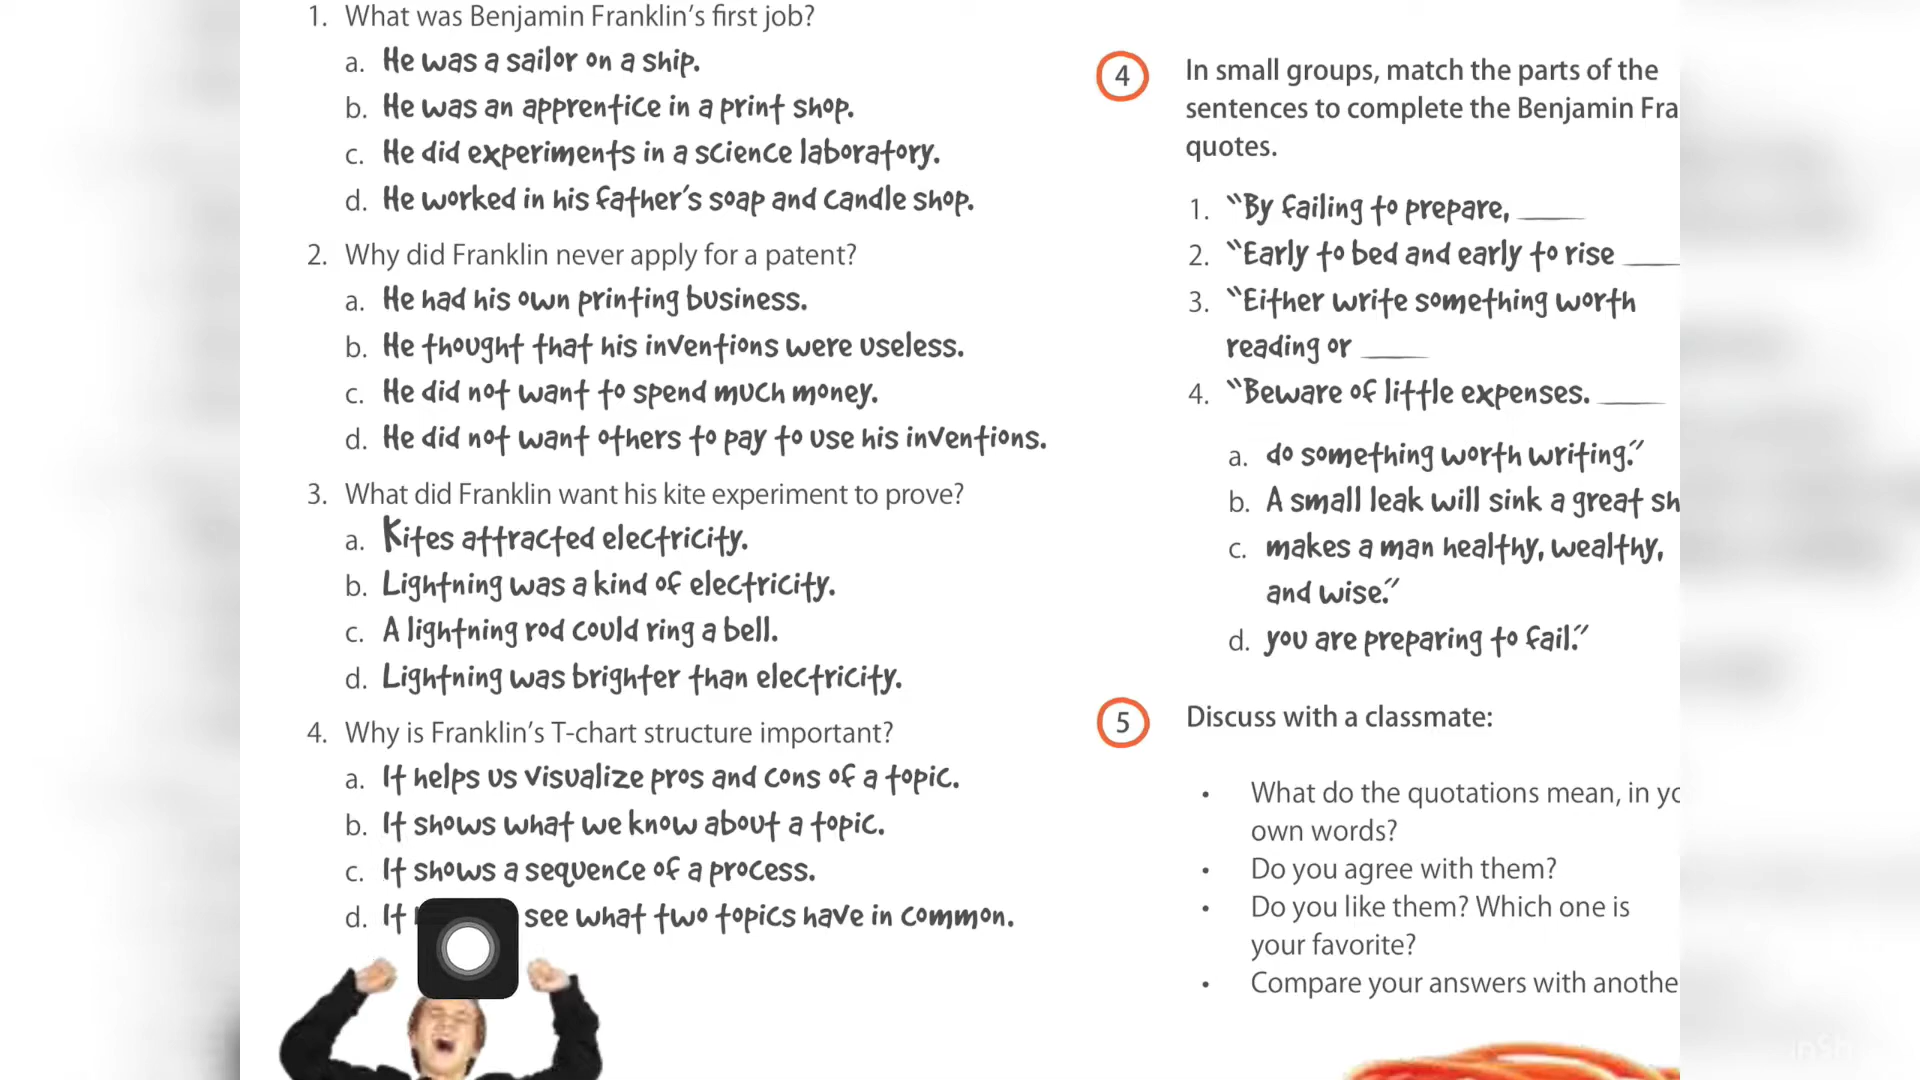 1. What was Benjamin Franklin's first job?
a. He was a sailor on a ship.
b. He was an apprentice in a print shop.
c. He did experiments in a science laboratory.
d. He worked in his father's soap and candle shop.
2. Why did Franklin never apply for a patent?
a. He had his own printing business.
b. He thought that his inventions were useless.
c. He did not want to spend much money.
d. He did not want others to pay to use his inventions.
3. What did Franklin want his kite experiment to prove?
a. Kites attracted electricity.
b. Lightning was a kind of electricity.
c. A lightning rod could ring a bell.
d. Lightning was brighter than electricity.
4. Why is Franklin's T-chart structure important?
a. It helps us visualize pros and cons of a topic.
b. It shows what we know about a topic.
c. It shows a sequence of a process.
d. It see what two topics have in common.
4 In small groups, match the parts of the
sentences to complete the Benjamin Fra
quotes.
1. "By failing to prepare, ____
2. "Early to bed and early to rise ____
3. "Either write something worth
reading or ____
4. "Beware of little expenses. ____
a. do something worth writing."
b. A small leak will sink a great sh
c. makes a man healthy, wealthy,
and wise."
d. you are preparing to fail."
5 Discuss with a classmate:
• What do the quotations mean, in yo
own words?
• Do you agree with them?
• Do you like them? Which one is
your favorite?
• Compare your answers with anothe